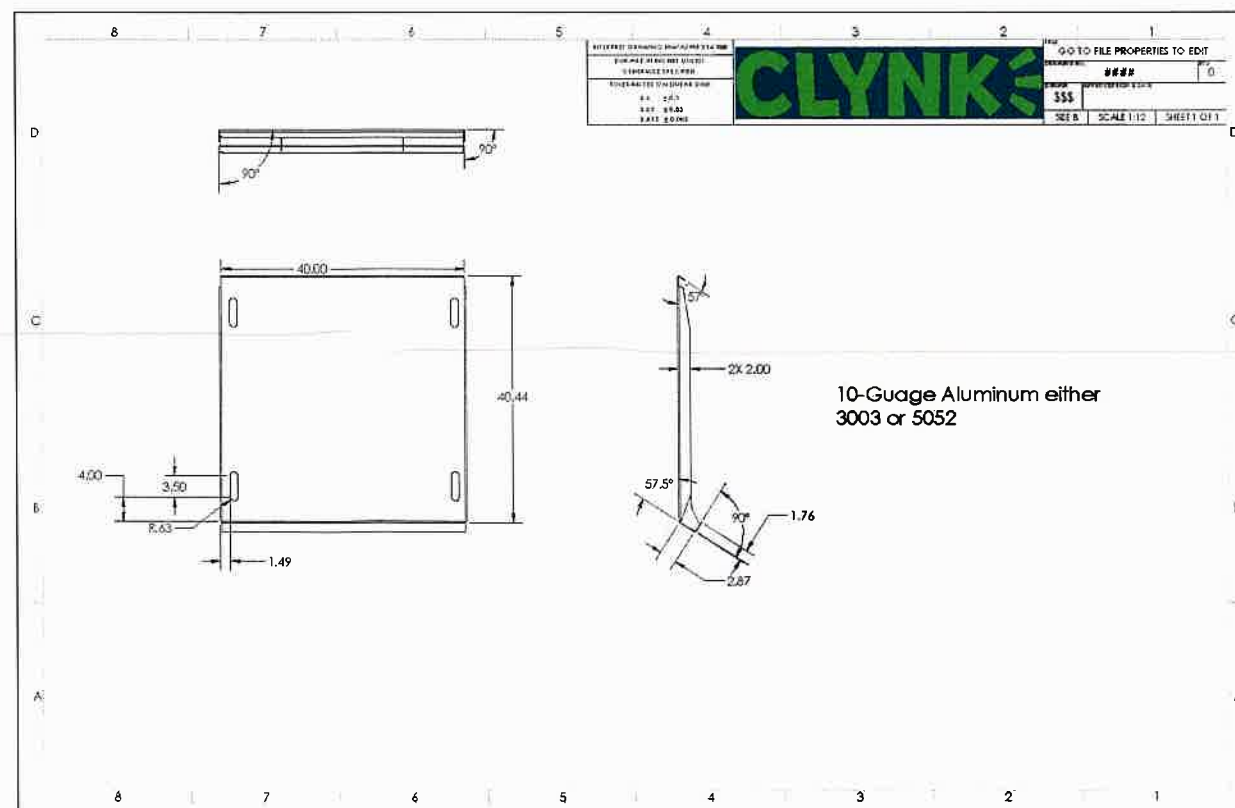 8 7 6 5 4 3 2 1
CLYNK
GO TO FILE PROPERTIES TO EDIT
####
0
$$$
SIZE B SCALE 1:12 SHEET 1 OF 1
D
D
90°
90°
40.00
57
C
2X 2.00
40.44
10-Guage Aluminum either
3003 or 5052
4.00
3.50
57.5°
B
90°
1.76
R.63
1.49
2.87
A
8 7 6 5 4 3 2 1